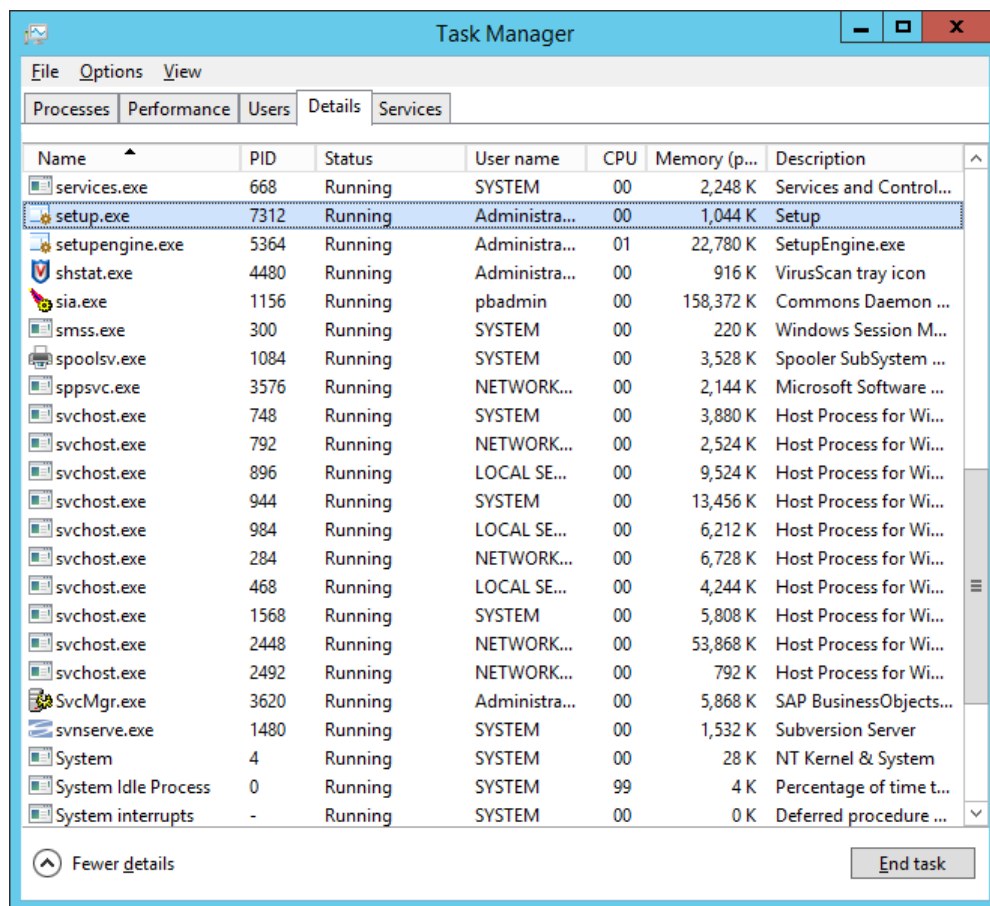 Task Manager
File Options View
Processes Performance Users Details Services
Name PID Status User name CPU Memory (p... Description
services.exe 668 Running SYSTEM 00 2,248 K Services and Control...
setup.exe 7312 Running Administra... 00 1,044 K Setup
setupengine.exe 5364 Running Administra... 01 22,780 K SetupEngine.exe
shstat.exe 4480 Running Administra... 00 916 K VirusScan tray icon
sia.exe 1156 Running pbadmin 00 158,372 K Commons Daemon ...
smss.exe 300 Running SYSTEM 00 220 K Windows Session M...
spoolsv.exe 1084 Running SYSTEM 00 3,528 K Spooler SubSystem ...
sppsvc.exe 3576 Running NETWORK... 00 2,144 K Microsoft Software ...
svchost.exe 748 Running SYSTEM 00 3,880 K Host Process for Wi...
svchost.exe 792 Running NETWORK... 00 2,524 K Host Process for Wi...
svchost.exe 896 Running LOCAL SE... 00 9,524 K Host Process for Wi...
svchost.exe 944 Running SYSTEM 00 13,456 K Host Process for Wi...
svchost.exe 984 Running LOCAL SE... 00 6,212 K Host Process for Wi...
svchost.exe 284 Running NETWORK... 00 6,728 K Host Process for Wi...
svchost.exe 468 Running LOCAL SE... 00 4,244 K Host Process for Wi...
svchost.exe 1568 Running SYSTEM 00 5,808 K Host Process for Wi...
svchost.exe 2448 Running NETWORK... 00 53,868 K Host Process for Wi...
svchost.exe 2492 Running NETWORK... 00 792 K Host Process for Wi...
SvcMgr.exe 3620 Running Administra... 00 5,868 K SAP BusinessObjects...
svnserve.exe 1480 Running SYSTEM 00 1,532 K Subversion Server
System 4 Running SYSTEM 00 28 K NT Kernel & System
System Idle Process 0 Running SYSTEM 99 4 K Percentage of time t...
System interrupts - Running SYSTEM 00 0 K Deferred procedure ...
Fewer details End task